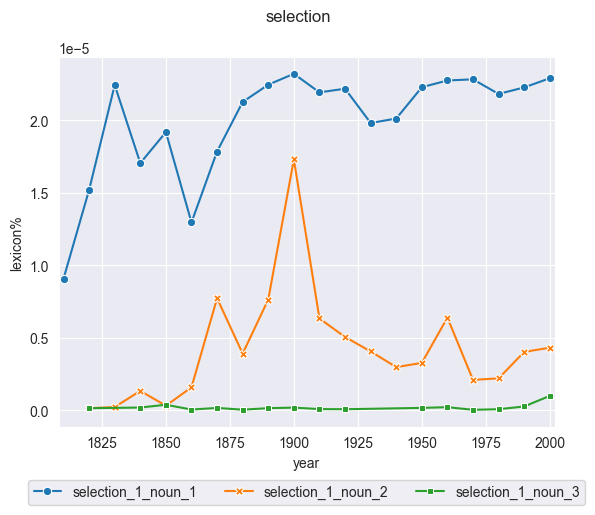 selection
1e−5
2.0
1.5
1.0
0.5
0.0
lexicon%
1825 1850 1875 1900 1925 1950 1975 2000
year
selection_1_noun_1 selection_1_noun_2 selection_1_noun_3